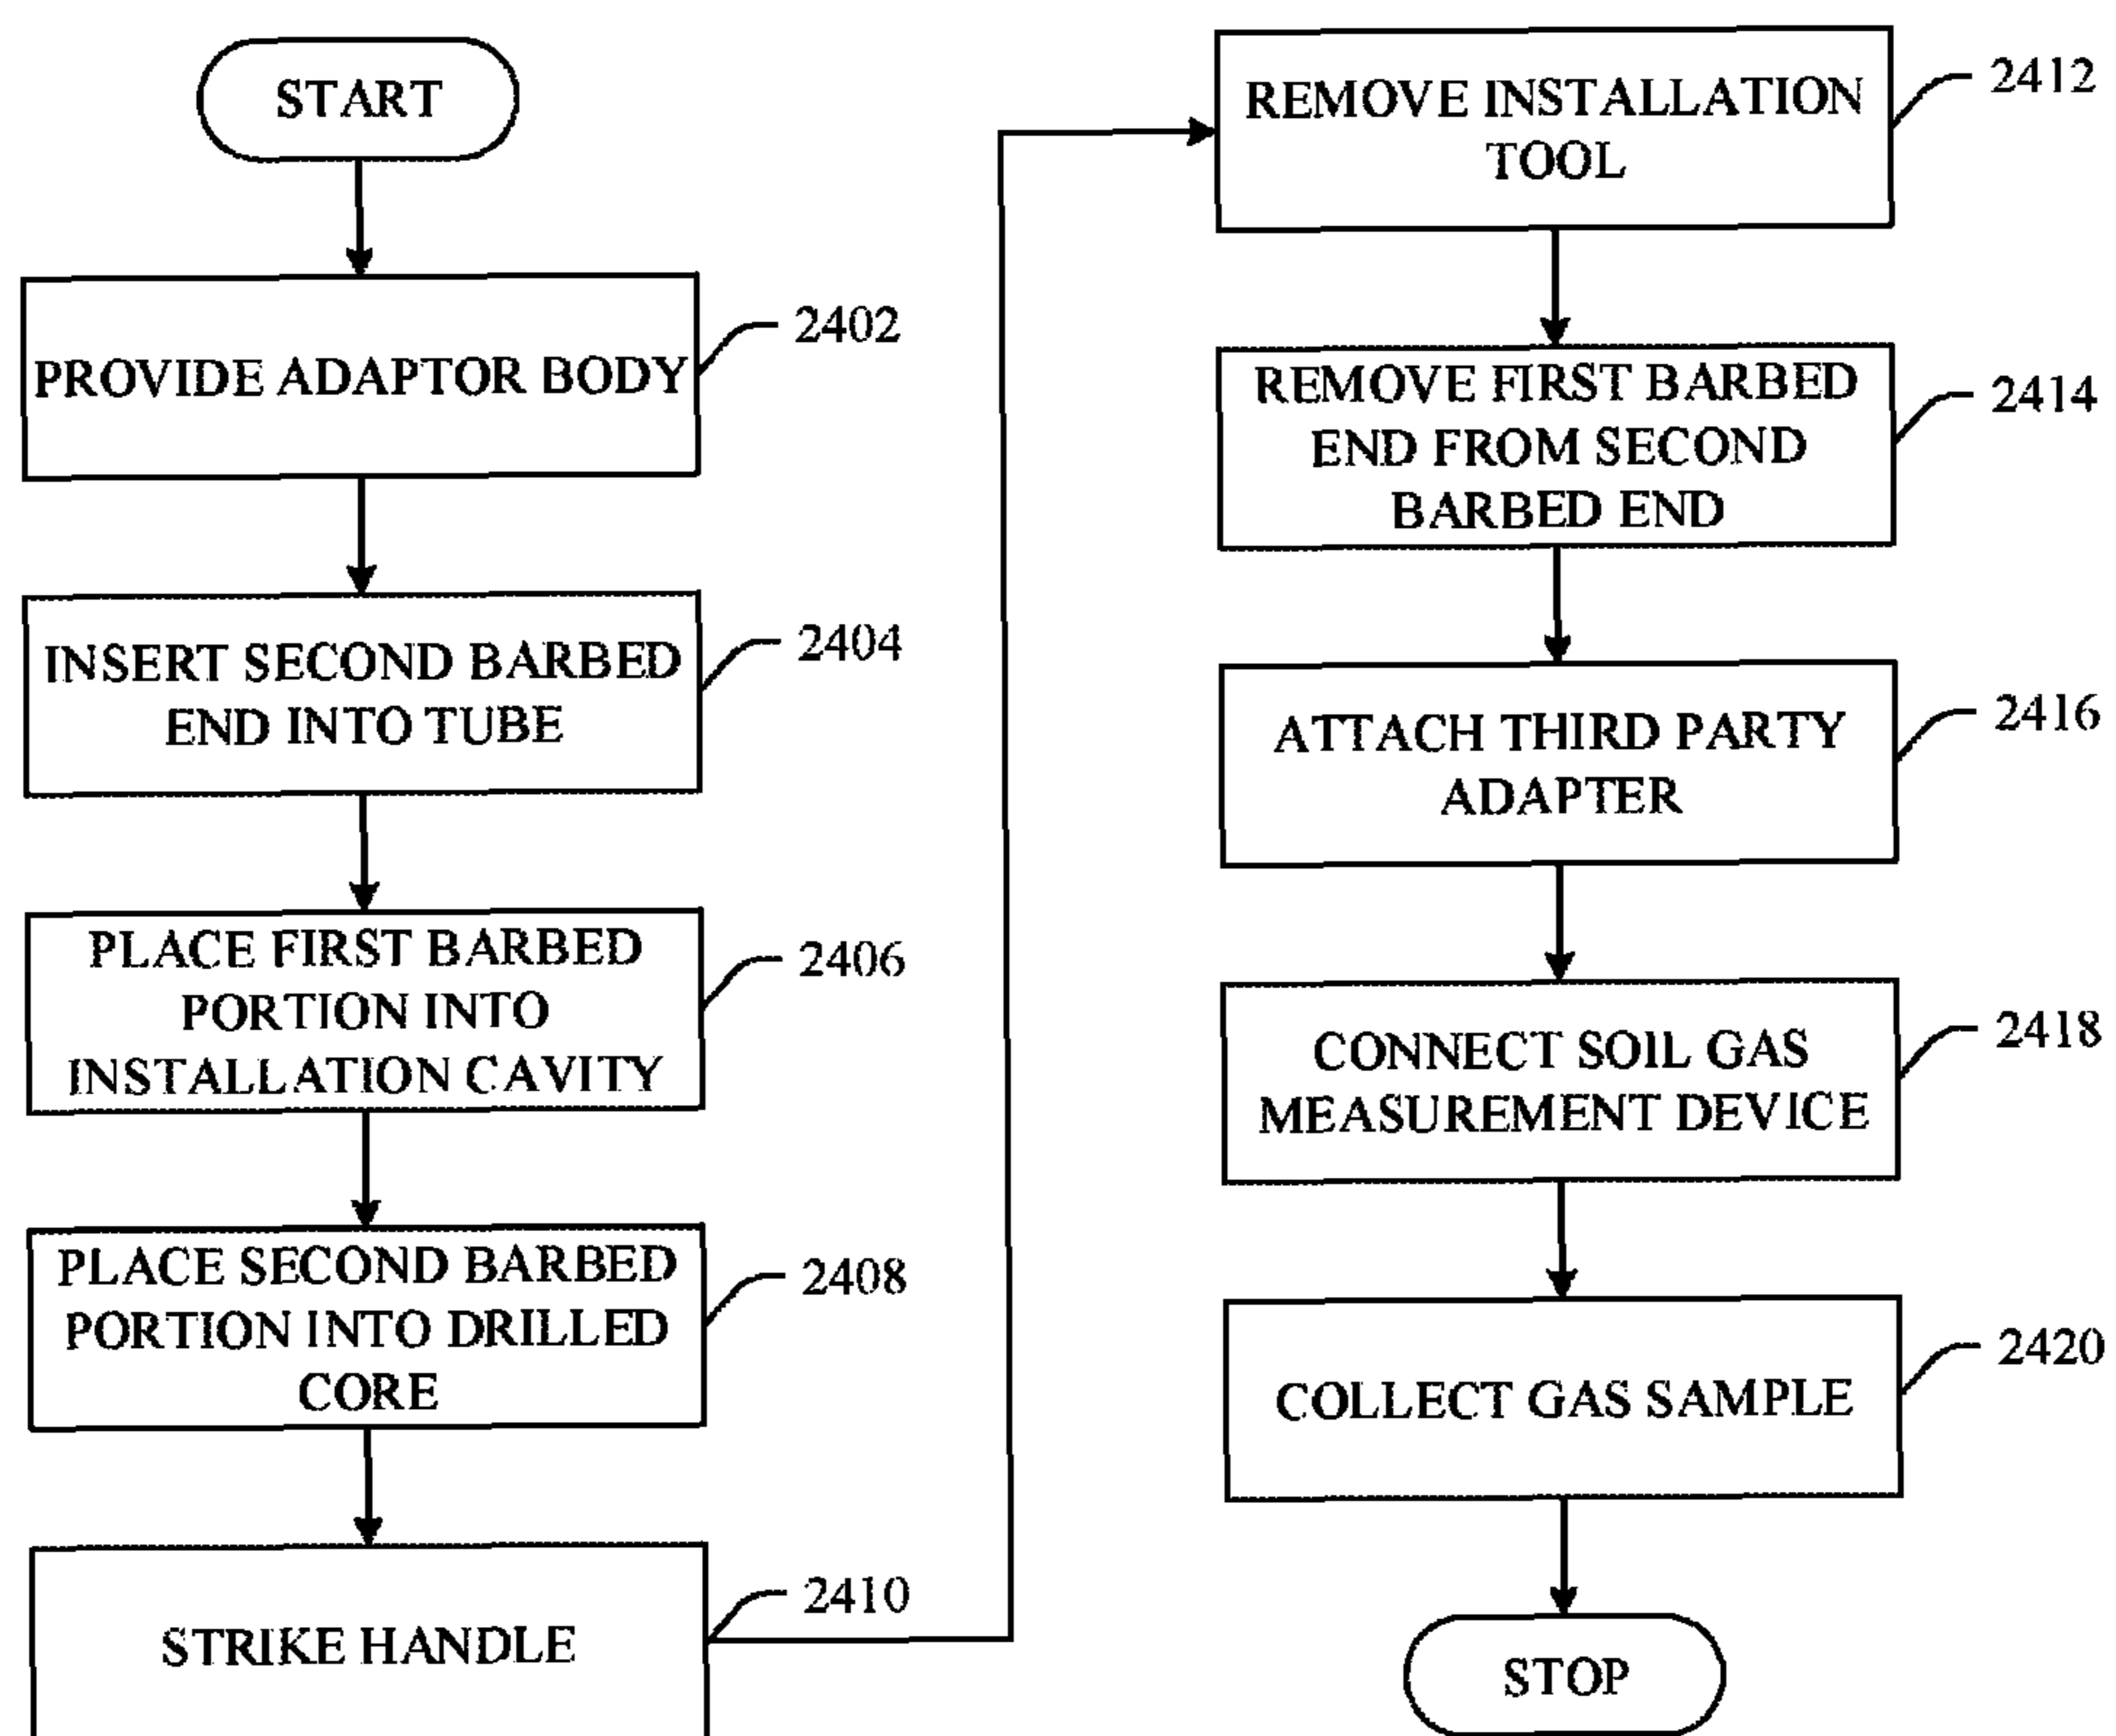 START
PROVIDE ADAPTOR BODY
2402
INSERT SECOND BARBED
END INTO TUBE
2404
PLACE FIRST BARBED
PORTION INTO
INSTALLATION CAVITY
2406
PLACE SECOND BARBED
PORTION INTO DRILLED
CORE
2408
STRIKE HANDLE
2410
REMOVE INSTALLATION
TOOL
2412
REMOVE FIRST BARBED
END FROM SECOND
BARBED END
2414
ATTACH THIRD PARTY
ADAPTER
2416
CONNECT SOIL GAS
MEASUREMENT DEVICE
2418
COLLECT GAS SAMPLE
2420
STOP